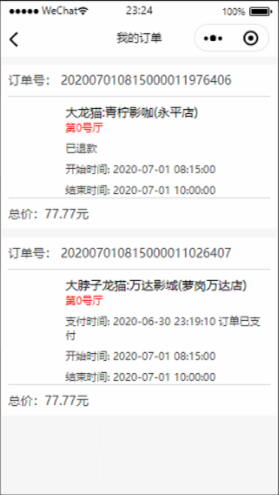 WeChat
23:24
100%
我的订单
订单号： 202007010815000011976406
大龙猫:青柠影咖(永平店)
第0号厅
已退款
开始时间: 2020-07-01 08:15:00
结束时间: 2020-07-01 10:00:00
总价：77.77元
订单号： 202007010815000011026407
大脖子龙猫:万达影城(萝岗万达店)
第0号厅
支付时间: 2020-06-30 23:19:10 订单已支
付
开始时间: 2020-07-01 08:15:00
结束时间: 2020-07-01 10:00:00
总价：77.77元